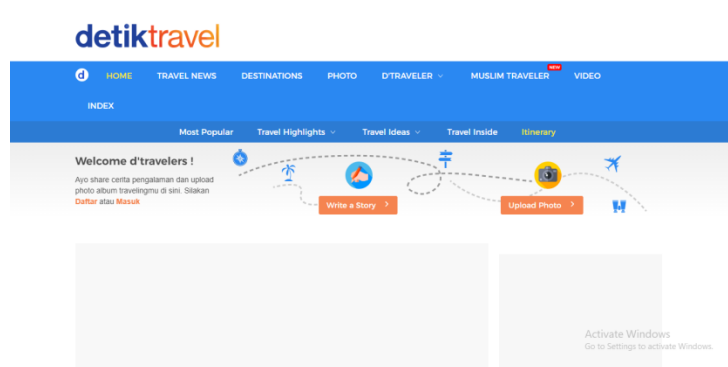 detiktravel
d HOME TRAVEL NEWS DESTINATIONS PHOTO D'TRAVELER MUSLIM TRAVELER NEW VIDEO
INDEX
Most Popular Travel Highlights Travel Ideas Travel Inside Itinerary
Welcome d'travelers !
Ayo share cerita pengalaman dan upload
photo album travelingmu di sini. Silakan
Daftar atau Masuk
Write a Story >
Upload Photo >
Activate Windows
Go to Settings to activate Windows.